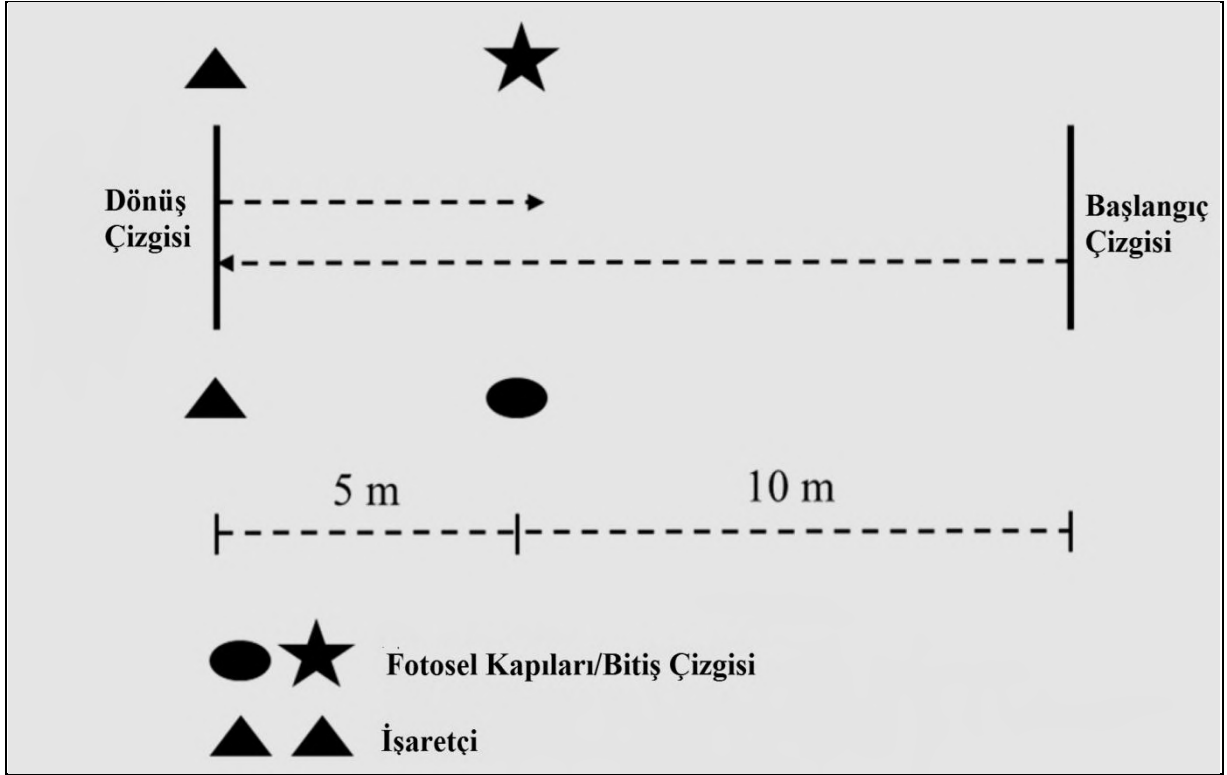 Dönüş
Çizgisi
Başlangıç
Çizgisi
5 m
10 m
Fotosel Kapıları/Bitiş Çizgisi
İşaretçi